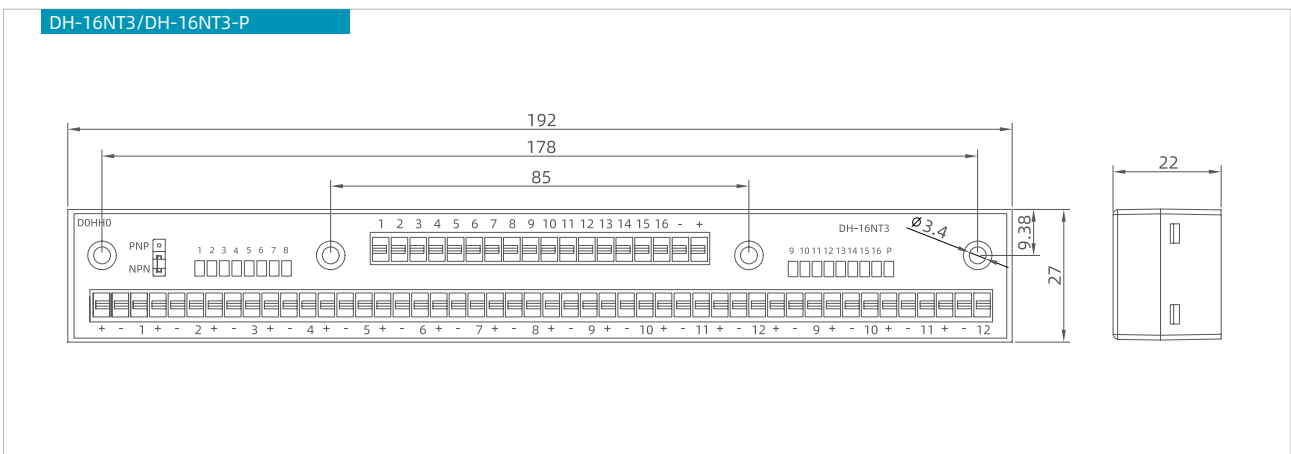 DH-16NT3/DH-16NT3-P
192
178
85
22
D0HH0
1 2 3 4 5 6 7 8 9 10 11 12 13 14 15 16 - +
DH-16NT3
Ø3.4
9.38
27
PNP
NPN
1 2 3 4 5 6 7 8
9 10 11 12 13 14 15 16 P
+ - 1 + - 2 + - 3 + - 4 + - 5 + - 6 + - 7 + - 8 + - 9 + - 10 + - 11 + - 12 + - 9 + - 10 + - 11 + - 12